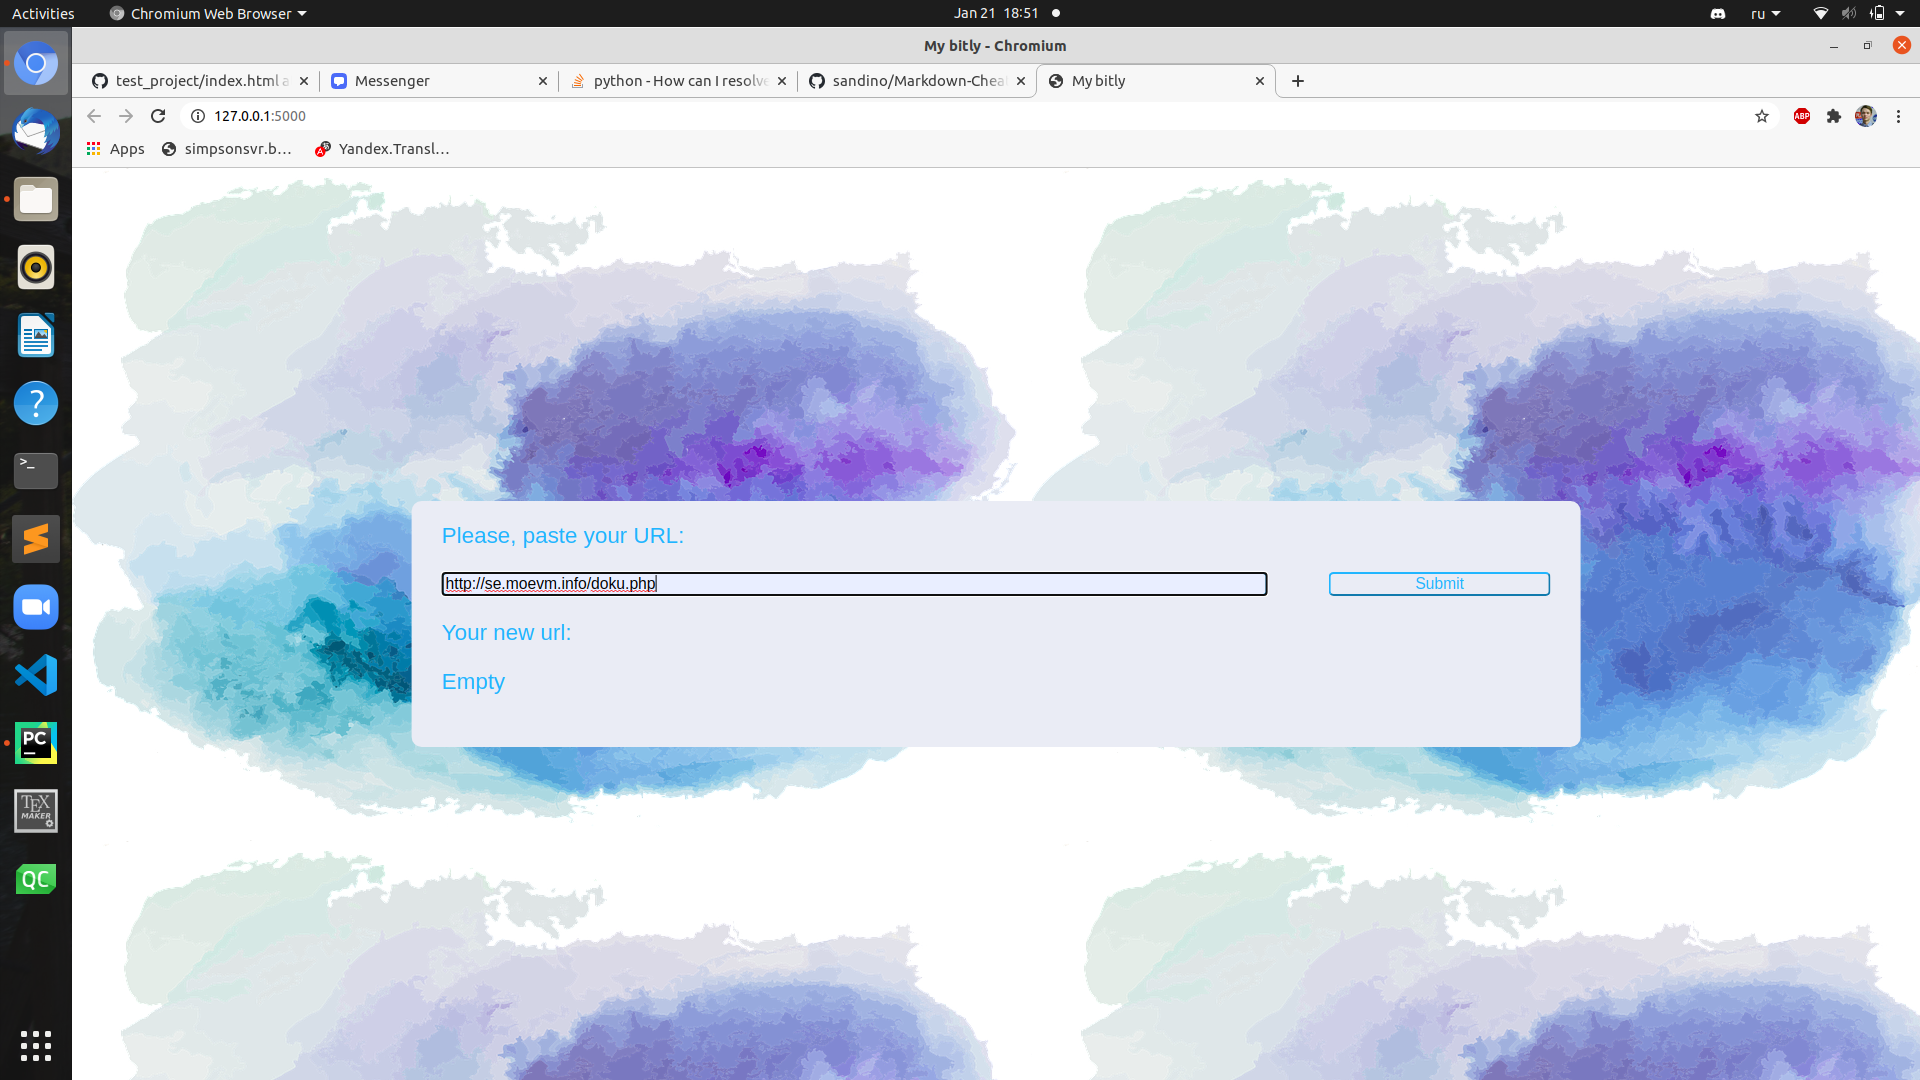 Activities
Chromium Web Browser
Jan 21 18:51
ru
My bitly - Chromium
test_project/index.html a
Messenger
python - How can I resolve
sandino/Markdown-Chea
My bitly
127.0.0.1:5000
ABP
Apps
simpsonsvr.b...
Yandex.Transl...
Please, paste your URL:
http://se.moevm.info/doku.php
Submit
Your new url:
Empty
?
>_
PC
TEX
MAKER
QC